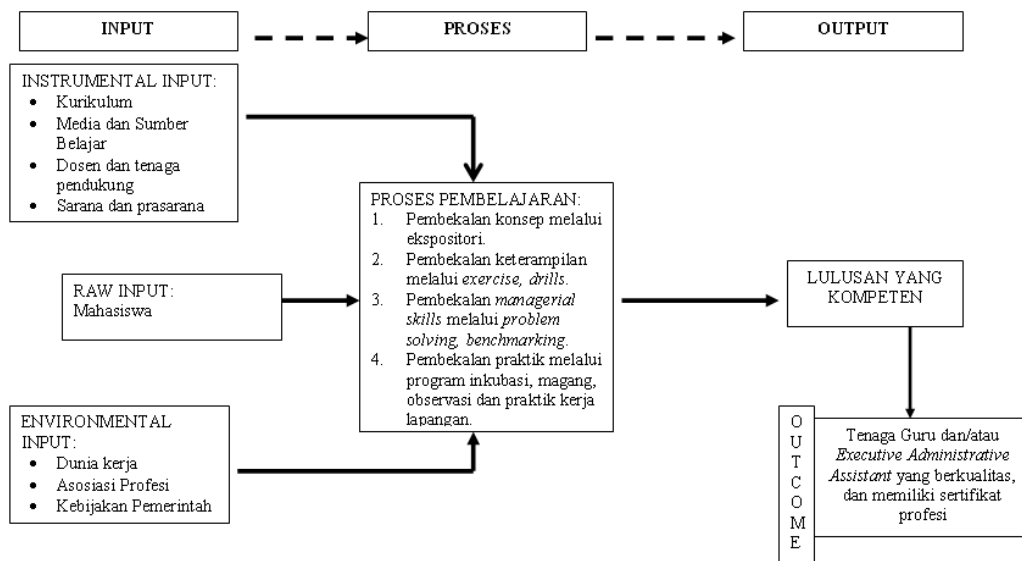 INPUT
PROSES
OUTPUT
INSTRUMENTAL INPUT:
• Kurikulum
• Media dan Sumber
Belajar
• Dosen dan tenaga
pendukung
• Sarana dan prasarana
RAW INPUT:
Mahasiswa
ENVIRONMENTAL
INPUT:
• Dunia kerja
• Asosiasi Profesi
• Kebijakan Pemerintah
PROSES PEMBELAJARAN:
1. Pembekalan konsep melalui
ekspositori.
2. Pembekalan keterampilan
melalui exercise, drills.
3. Pembekalan managerial
skills melalui problem
solving, benchmarking.
4. Pembekalan praktik melalui
program inkubasi, magang,
observasi dan praktik kerja
lapangan.
LULUSAN YANG
KOMPETEN
O
U
T
C
O
M
E
Tenaga Guru dan/atau
Executive Administrative
Assistant yang berkualitas,
dan memiliki sertifikat
profesi